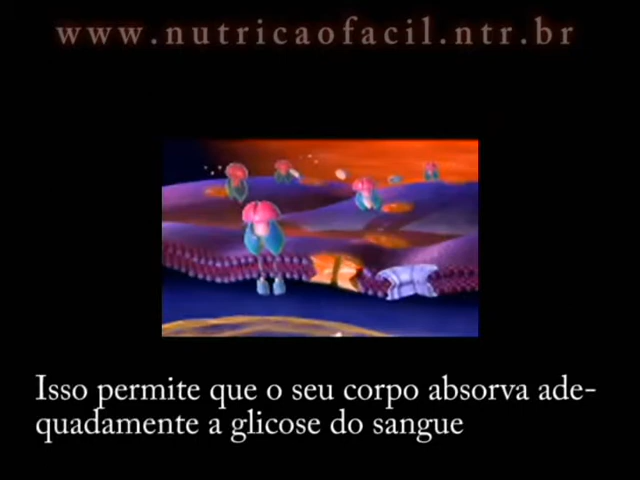 www.nutricaofacil.ntr.br
Isso permite que o seu corpo absorva ade-
quadamente a glicose do sangue